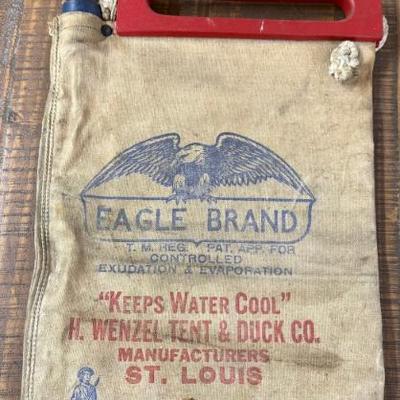 EAGLE BRAND
T. M. REG. PAT. APP. FOR
CONTROLLED
EXUDATION & EVAPORATION
"KEEPS WATER COOL"
H. WENZEL TENT & DUCK CO.
MANUFACTURERS
ST. LOUIS